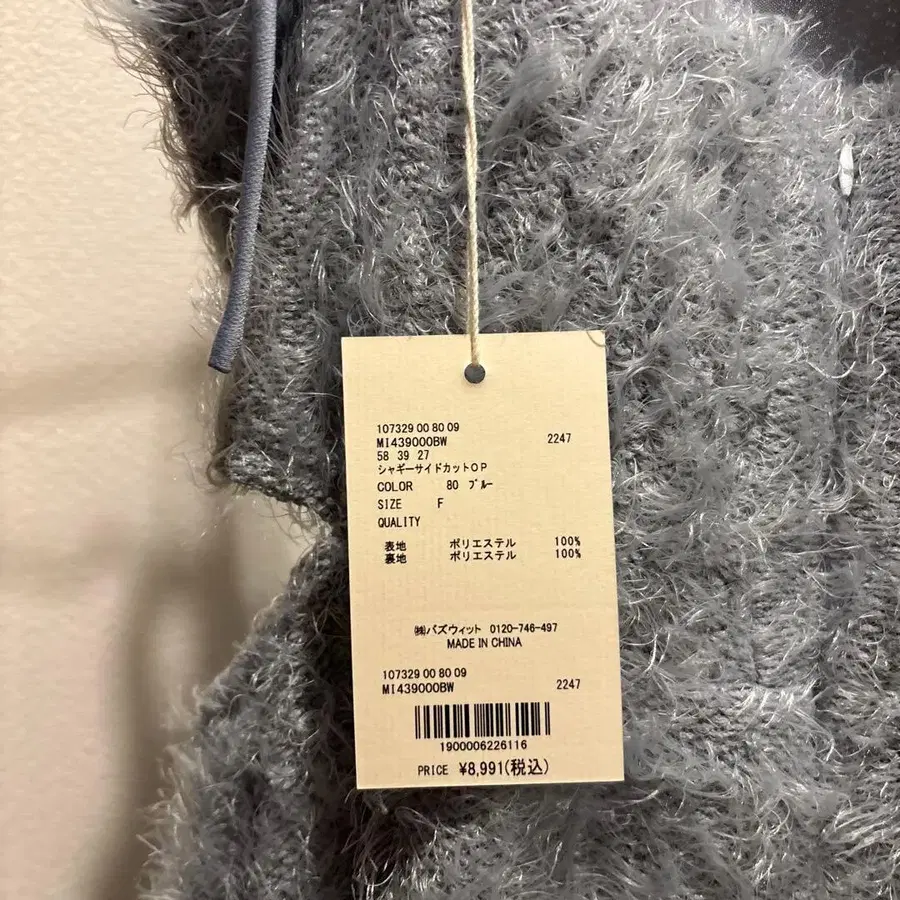 107329 00 80 09
MI439000BW 2247
58 39 27
シャギーサイドカットOP
COLOR 80 ブルー
SIZE F
QUALITY
表地 ポリエステル 100%
裏地 ポリエステル 100%
㈱バズウィット 0120-746-497
MADE IN CHINA
107329 00 80 09
MI439000BW 2247
1900006226116
PRICE ¥8,991(税込)